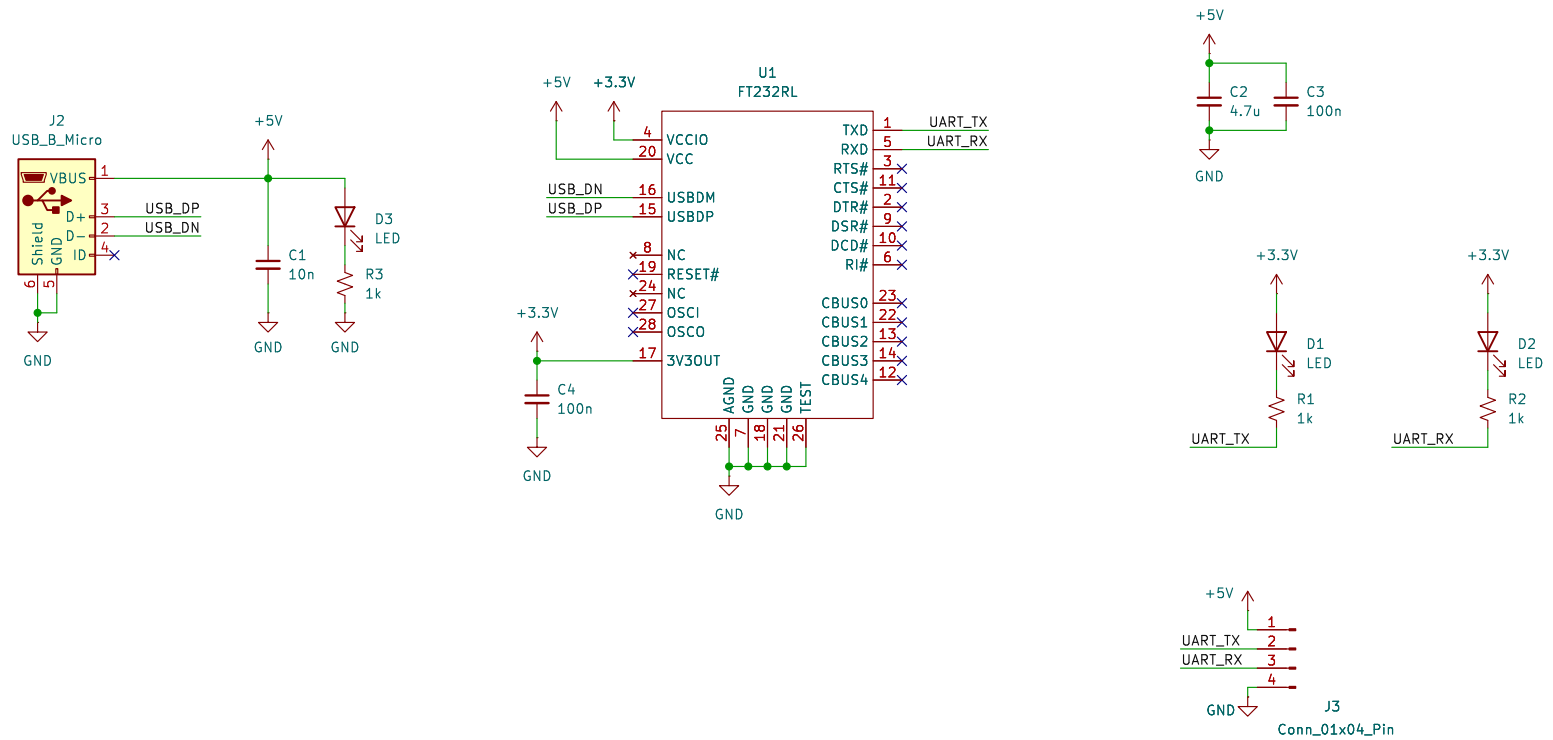 J2
USB_B_Micro
VBUS
1
D+
3
USB_DP
D-
2
USB_DN
ID
4
Shield
GND
6
5
GND
+5V
C1
10n
GND
D3
LED
R3
1k
GND
U1
FT232RL
+5V
+3.3V
4
VCCIO
20
VCC
USB_DN
16
USBDM
USB_DP
15
USBDP
8
NC
19
RESET#
24
NC
27
OSCI
28
OSCO
+3.3V
17
3V3OUT
C4
100n
GND
TXD
1
UART_TX
RXD
5
UART_RX
RTS#
3
CTS#
11
DTR#
2
DSR#
9
DCD#
10
RI#
6
CBUS0
23
CBUS1
22
CBUS2
13
CBUS3
14
CBUS4
12
AGND
GND
GND
GND
TEST
25
7
18
21
26
GND
+5V
C2
4.7u
C3
100n
GND
+3.3V
D1
LED
R1
1k
UART_TX
+3.3V
D2
LED
R2
1k
UART_RX
+5V
1
UART_TX
2
UART_RX
3
4
GND
J3
Conn_01x04_Pin